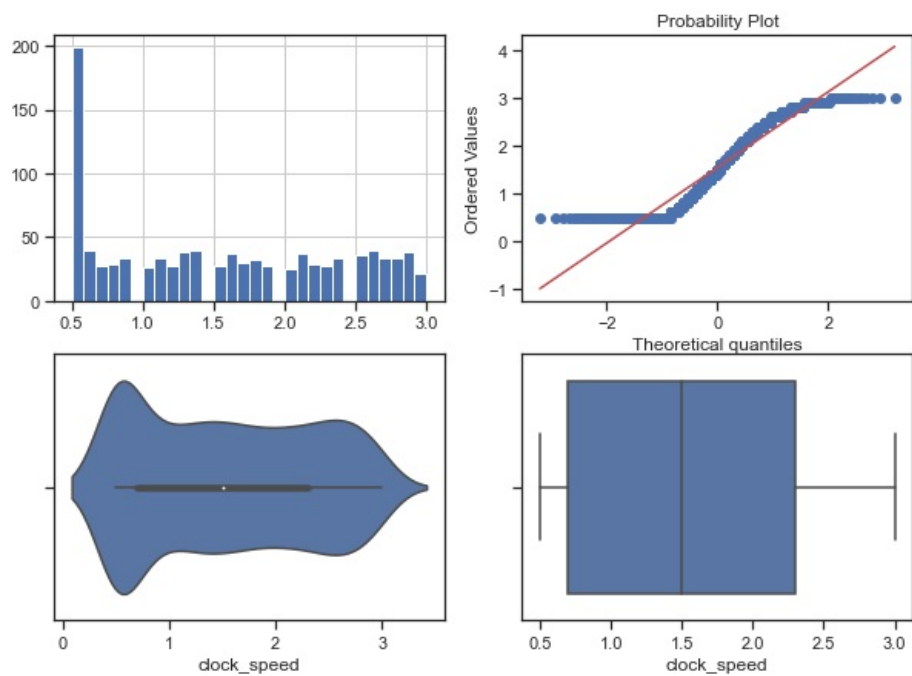 200
150
100
50
0
0.5 1.0 1.5 2.0 2.5 3.0
Probability Plot
Ordered Values
4
3
2
1
0
−1
−2 0 2
Theoretical quantiles
0 1 2 3
clock_speed
0.5 1.0 1.5 2.0 2.5 3.0
clock_speed